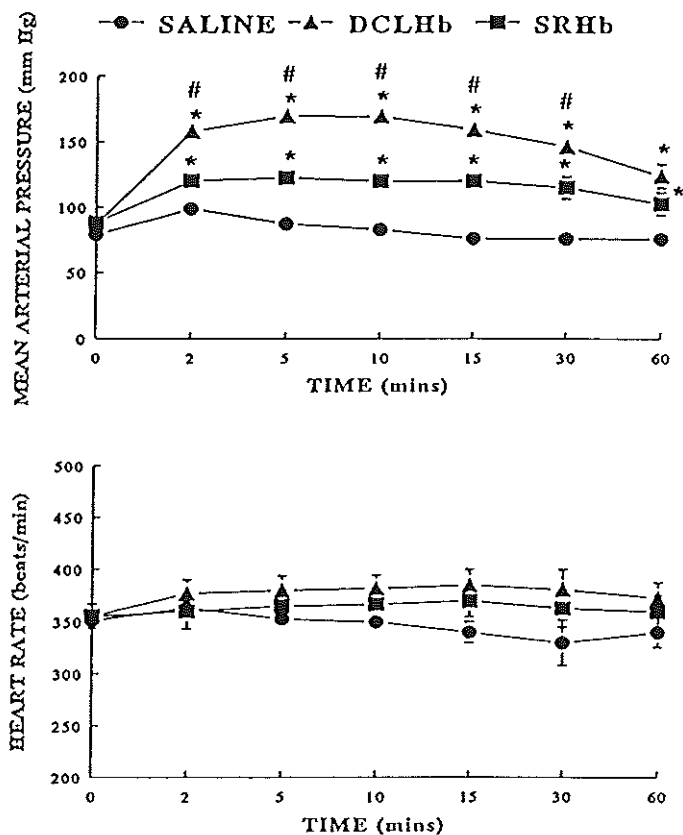 SALINE DCLHb SRHb
MEAN ARTERIAL PRESSURE (mm Hg)
200
150
100
50
0
# # # # #
* * * * * *
* * * * * *
0 2 5 10 15 30 60
TIME (mins)
HEART RATE (beats/min)
500
450
400
350
300
250
200
0 2 5 10 15 30 60
TIME (mins)